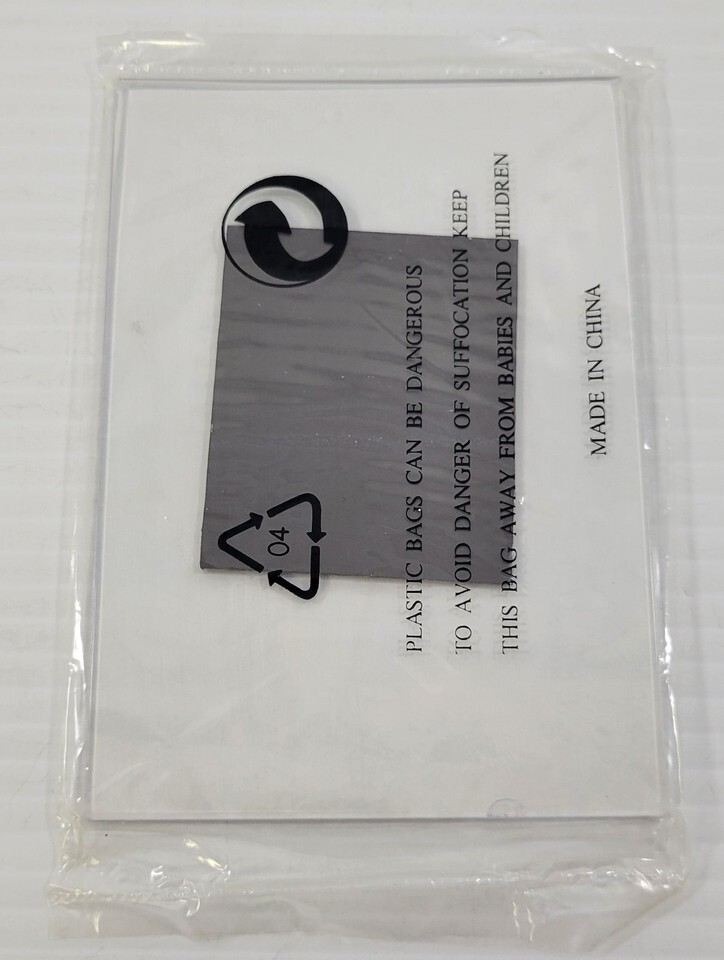 04
PLASTIC BAGS CAN BE DANGEROUS
TO AVOID DANGER OF SUFFOCATION KEEP
THIS BAG AWAY FROM BABIES AND CHILDREN
MADE IN CHINA